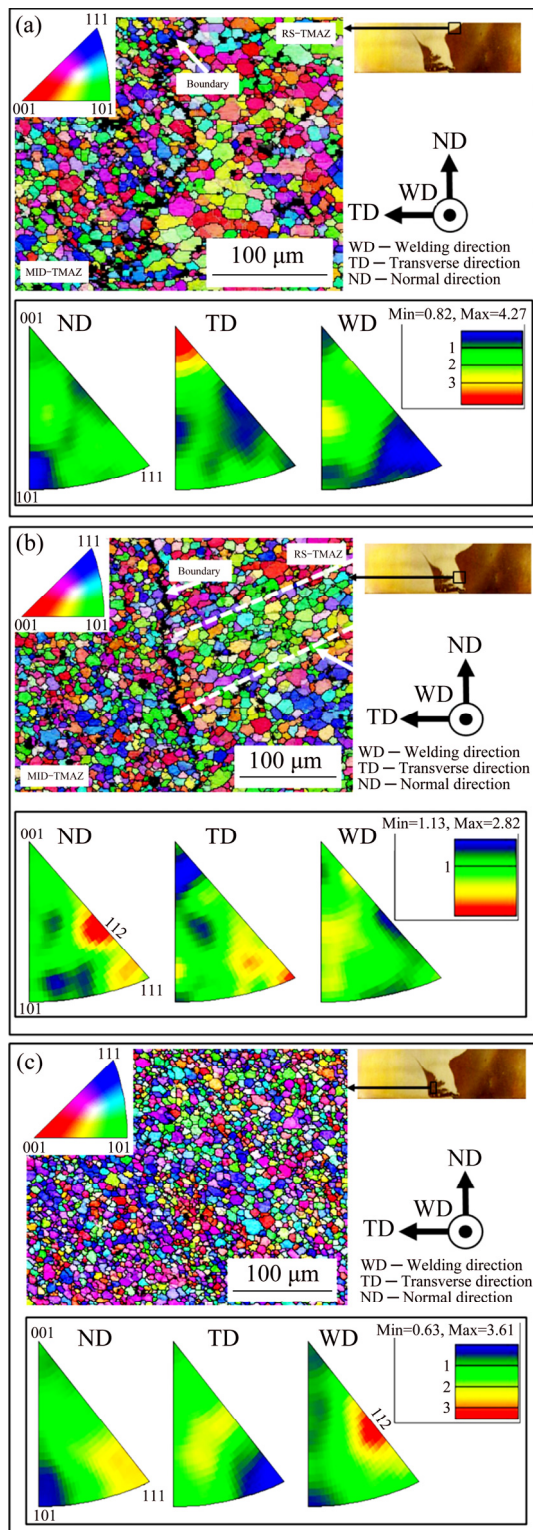 (a)
111
001
101
RS−TMAZ
Boundary
MID−TMAZ
100 μm
ND
WD
TD
WD — Welding direction
TD — Transverse direction
ND — Normal direction
001
ND
TD
WD
Min=0.82, Max=4.27
1
2
3
111
101
(b)
111
001
101
RS−TMAZ
Boundary
MID−TMAZ
100 μm
ND
WD
TD
WD — Welding direction
TD — Transverse direction
ND — Normal direction
001
ND
TD
WD
Min=1.13, Max=2.82
1
112
111
101
(c)
111
001
101
100 μm
ND
WD
TD
WD — Welding direction
TD — Transverse direction
ND — Normal direction
001
ND
TD
WD
Min=0.63, Max=3.61
1
2
3
112
111
101